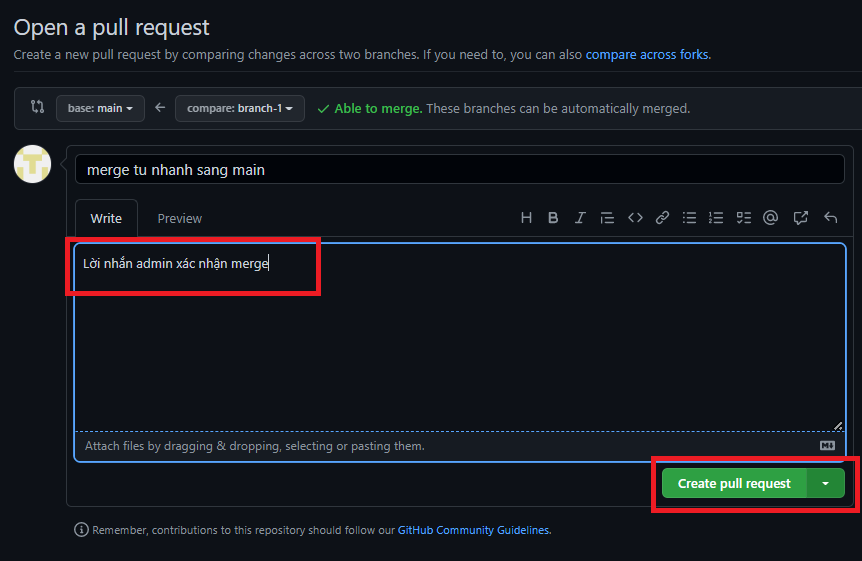 Open a pull request
Create a new pull request by comparing changes across two branches. If you need to, you can also compare across forks.
base: main compare: branch-1 Able to merge. These branches can be automatically merged.
merge tu nhanh sang main
Write Preview
Lời nhắn admin xác nhận merge
Attach files by dragging & dropping, selecting or pasting them.
Create pull request
Remember, contributions to this repository should follow our GitHub Community Guidelines.